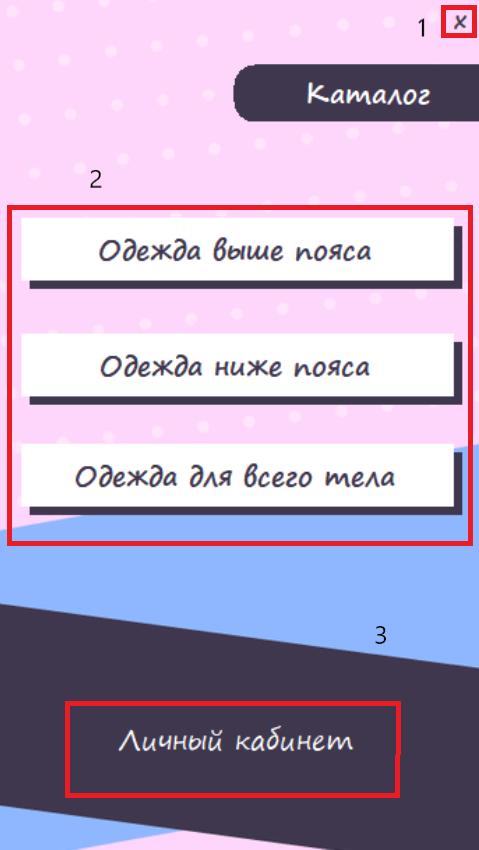 1
✘
Каталог
2
Одежда выше пояса
Одежда ниже пояса
Одежда для всего тела
3
Личный кабинет